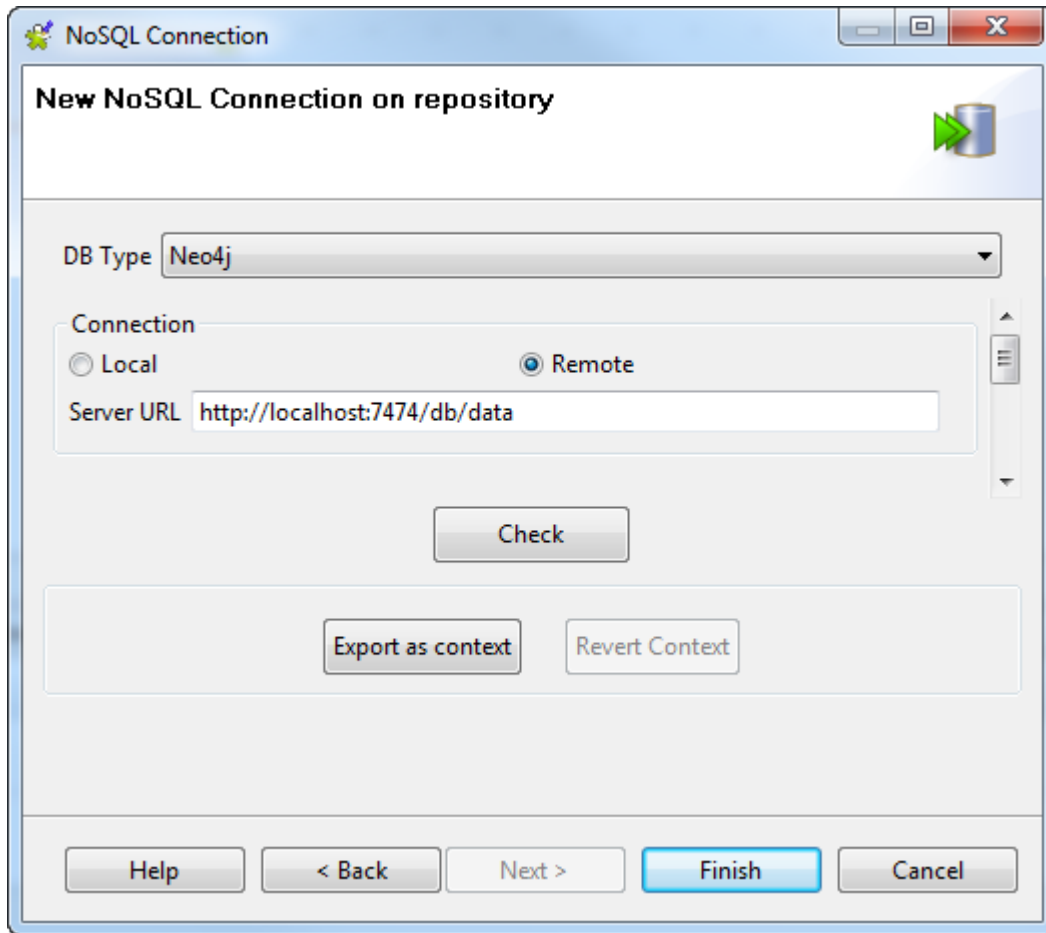 NoSQL Connection
New NoSQL Connection on repository
DB Type Neo4j
Connection
Local Remote
Server URL http://localhost:7474/db/data
Check
Export as context Revert Context
Help < Back Next > Finish Cancel